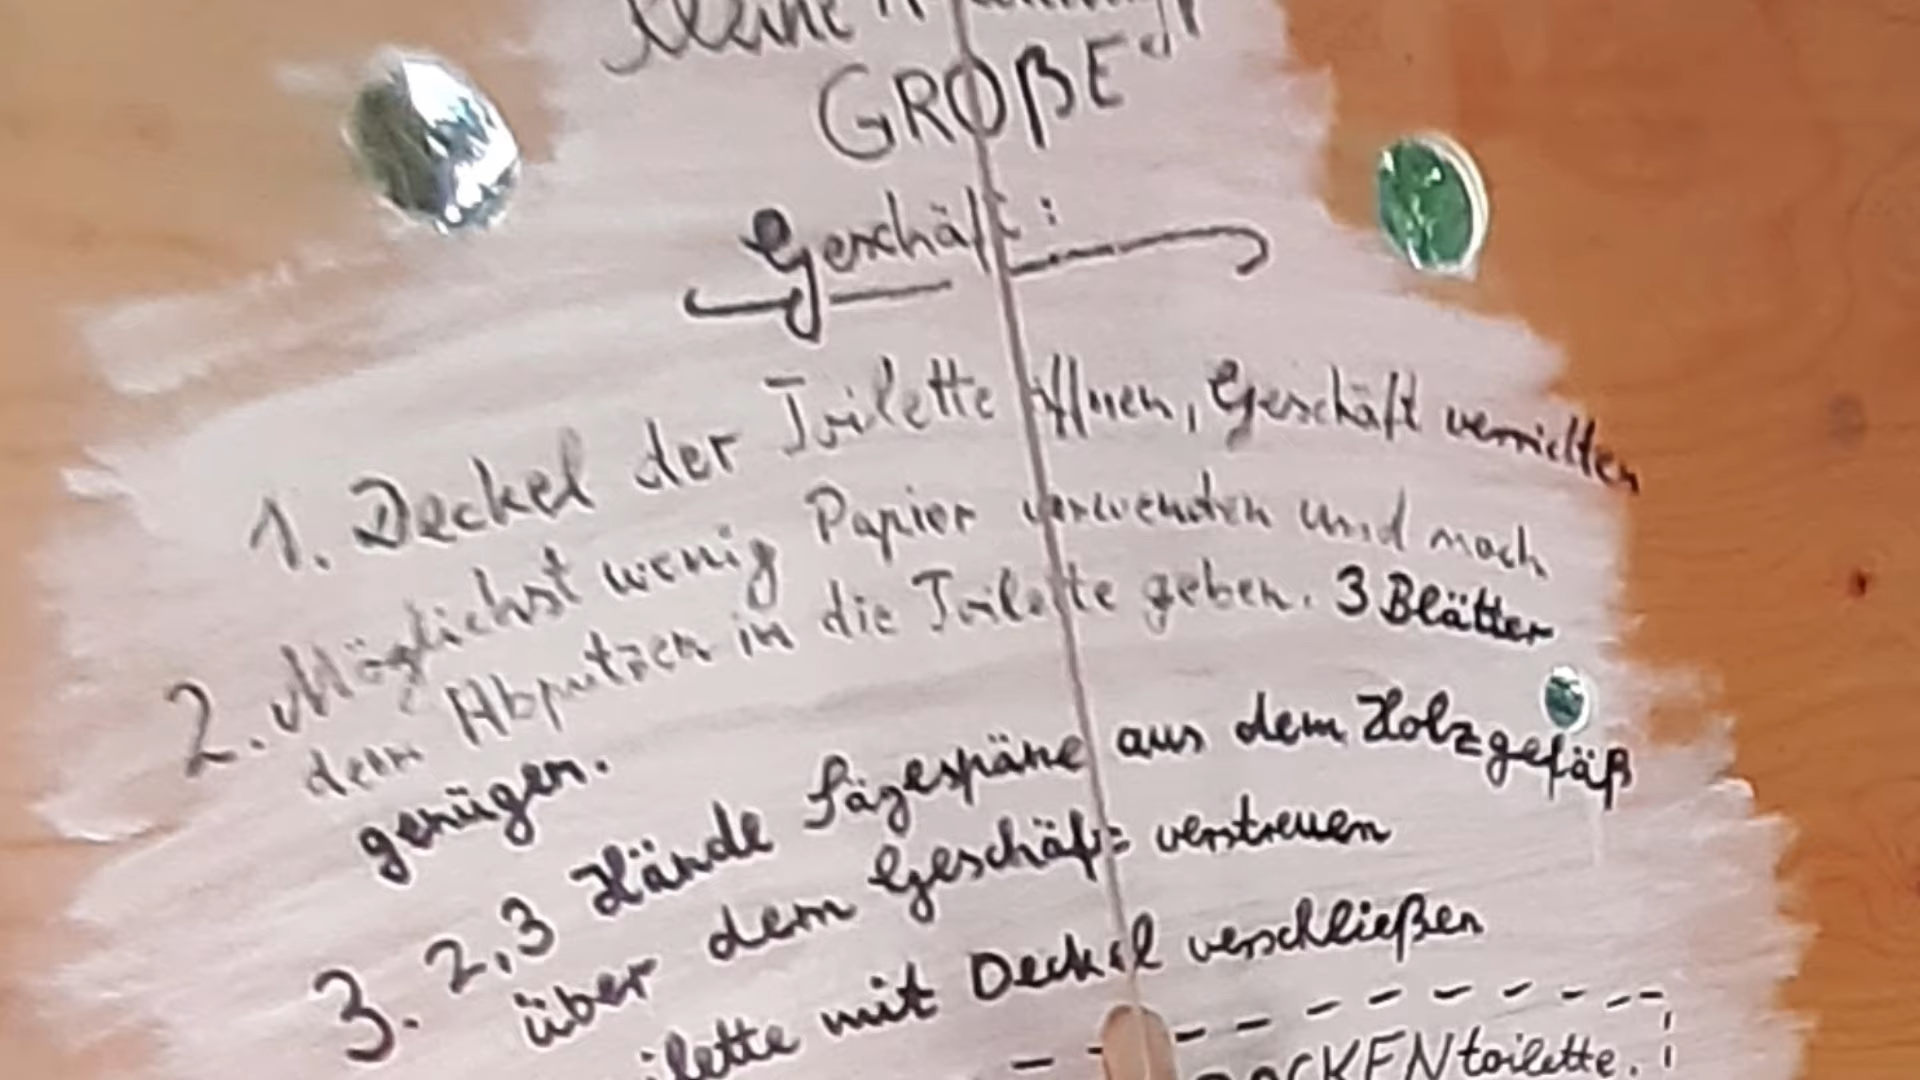 Kleine
GROßE"
Geschäft:
1. Deckel der Toilette öffnen, Geschäft verrichten
2. Möglichst wenig Papier verwenden und nach
dem Abputzen in die Toilette geben. 3 Blätter
genügen.
3. 2,3 Hände Sägespäne aus dem Holzgefäß
über dem Geschäft verstreuen
mit Deckel verschließen